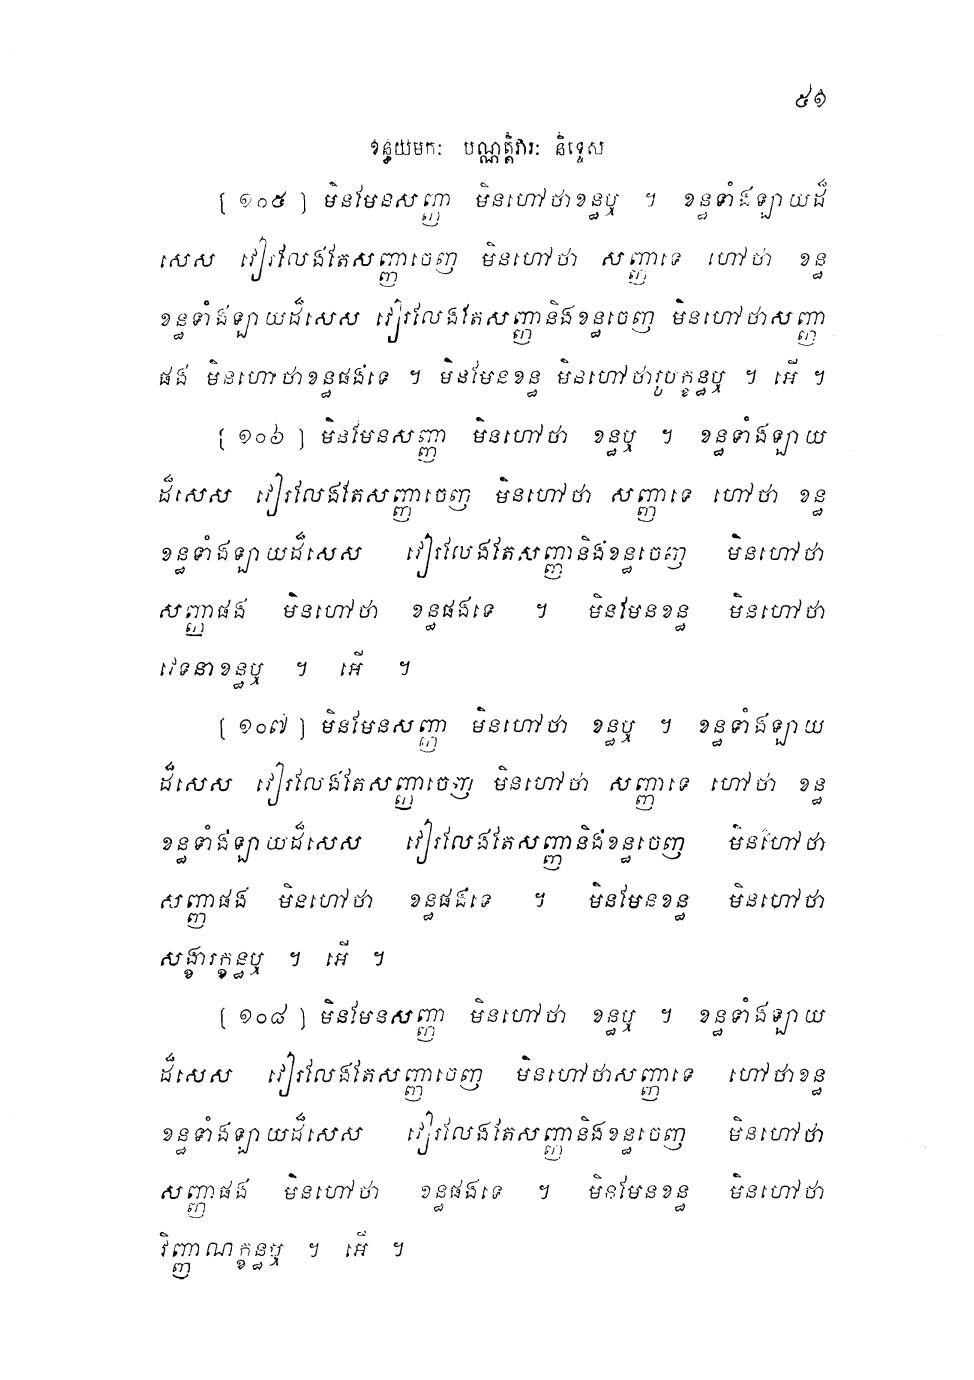 ៥១
ខន្ធយមកៈ បណ្ណត្តិវារៈ និទ្ទេស
[ ១០៥ ] មិនមែនសញ្ញា មិនហៅថាខន្ធឬ ។ ខន្ធទាំងឡាយដ៏
សេស វៀរលែងតែសញ្ញាចេញ មិនហៅថា សញ្ញាទេ ហៅថា ខន្ធ
ខន្ធទាំងឡាយដ៏សេស វៀរលែងតែសញ្ញានិងខន្ធចេញ មិនហៅថាសញ្ញា
ផង មិនហៅថាខន្ធផងទេ ។ មិនមែនខន្ធ មិនហៅថារូបក្ខន្ធឬ ។ អើ ។
[ ១០៦ ] មិនមែនសញ្ញា មិនហៅថា ខន្ធឬ ។ ខន្ធទាំងឡាយ
ដ៏សេស វៀរលែងតែសញ្ញាចេញ មិនហៅថា សញ្ញាទេ ហៅថា ខន្ធ
ខន្ធទាំងឡាយដ៏សេស វៀរលែងតែសញ្ញានិងខន្ធចេញ មិនហៅថា
សញ្ញាផង មិនហៅថា ខន្ធផងទេ ។ មិនមែនខន្ធ មិនហៅថា
វេទនាខន្ធឬ ។ អើ ។
[ ១០៧ ] មិនមែនសញ្ញា មិនហៅថា ខន្ធឬ ។ ខន្ធទាំងឡាយ
ដ៏សេស វៀរលែងតែសញ្ញាចេញ មិនហៅថា សញ្ញាទេ ហៅថា ខន្ធ
ខន្ធទាំងឡាយដ៏សេស វៀរលែងតែសញ្ញានិងខន្ធចេញ មិនហៅថា
សញ្ញាផង មិនហៅថា ខន្ធផងទេ ។ មិនមែនខន្ធ មិនហៅថា
សង្ខារក្ខន្ធឬ ។ អើ ។
[ ១០៨ ] មិនមែនសញ្ញា មិនហៅថា ខន្ធឬ ។ ខន្ធទាំងឡាយ
ដ៏សេស វៀរលែងតែសញ្ញាចេញ មិនហៅថាសញ្ញាទេ ហៅថាខន្ធ
ខន្ធទាំងឡាយដ៏សេស វៀរលែងតែសញ្ញានិងខន្ធចេញ មិនហៅថា
សញ្ញាផង មិនហៅថា ខន្ធផងទេ ។ មិនមែនខន្ធ មិនហៅថា
វិញ្ញាណក្ខន្ធឬ ។ អើ ។